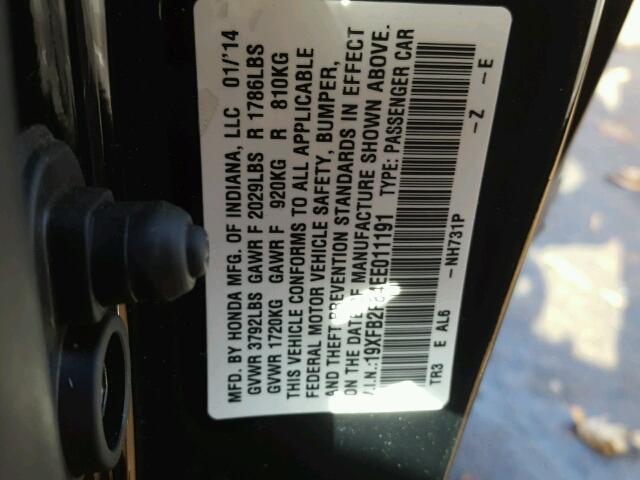 MFD. BY HONDA MFG. OF INDIANA, LLC 01/'14
GVWR 3792LBS GAWR F 2029LBS R 1786LBS
GVWR 1720KG GAWR F 920KG R 810KG
THIS VEHICLE CONFORMS TO ALL APPLICABLE
FEDERAL MOTOR VEHICLE SAFETY, BUMPER,
AND THEFT PREVENTION STANDARDS IN EFFECT
ON THE DATE OF MANUFACTURE SHOWN ABOVE.
V.I.N.:19XFB2F84EE011191 TYPE: PASSENGER CAR
-NH731P -Z -E
TR3 E AL6